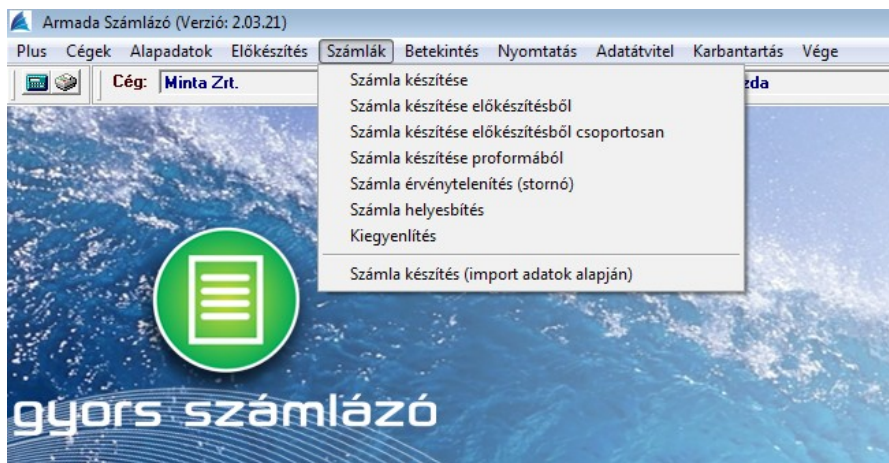 Armada Számlázó (Verzió: 2.03.21)
Plus Cégek Alapadatok Előkészítés Számlák Betekintés Nyomtatás Adatátvitel Karbantartás Vége
Cég: Minta Zrt. zda
Számla készítése
Számla készítése előkészítésből
Számla készítése előkészítésből csoportosan
Számla készítése proformából
Számla érvénytelenítés (stornó)
Számla helyesbítés
Kiegyenlítés
Számla készítés (import adatok alapján)
gyors számlázó